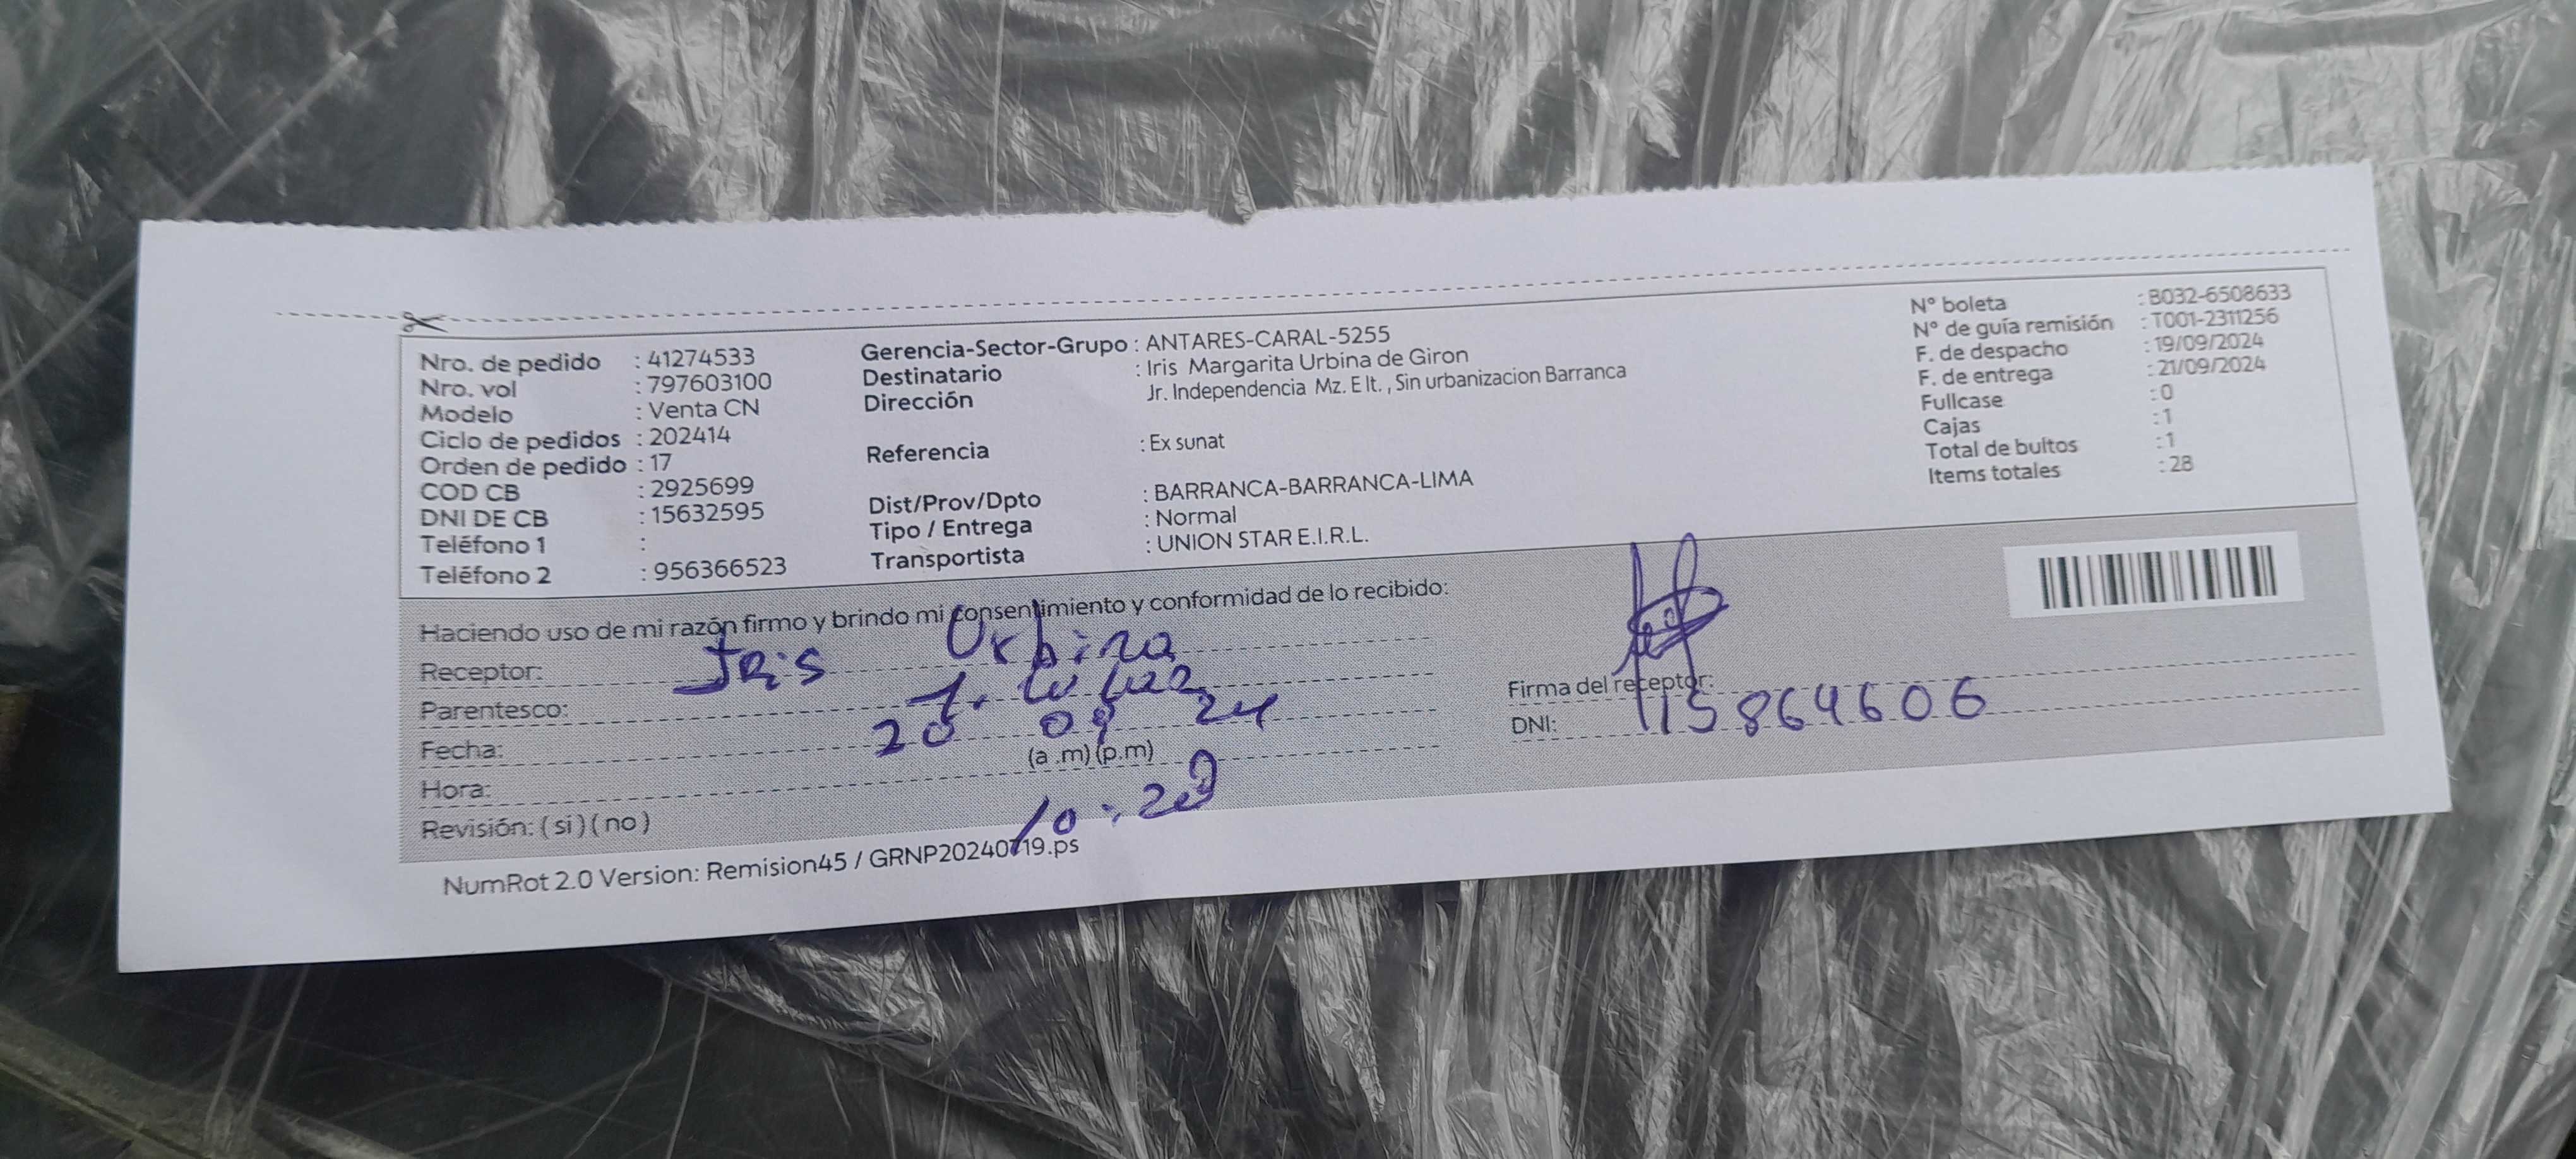 Nro. de pedido : 41274533
Nro. vol : 797603100
Modelo : Venta CN
Ciclo de pedidos : 202414
Orden de pedido : 17
COD CB : 2925699
DNI DE CB : 15632595
Teléfono 1 :
Teléfono 2 : 956366523
Gerencia-Sector-Grupo : ANTARES-CARAL-5255
Destinatario : Iris Margarita Urbina de Giron
Dirección Jr. Independencia Mz. E lt. , Sin urbanizacion Barranca
Referencia : Ex sunat
Dist/Prov/Dpto : BARRANCA-BARRANCA-LIMA
Tipo / Entrega : Normal
Transportista : UNION STAR E.I.R.L.
N° boleta : B032-6508633
N° de guía remisión : T001-2311256
F. de despacho : 19/09/2024
F. de entrega : 21/09/2024
Fullcase : 0
Cajas : 1
Total de bultos : 1
Items totales : 28
Haciendo uso de mi razón firmo y brindo mi consentimiento y conformidad de lo recibido:
Receptor: Iris Urbina
Parentesco:
Fecha: 20 09 24
Hora: (a .m) (p.m)
10:20
Revisión: ( si ) ( no )
Firma del receptor:
DNI: 15864606
NumRot 2.0 Version: Remision45 / GRNP20240719.ps